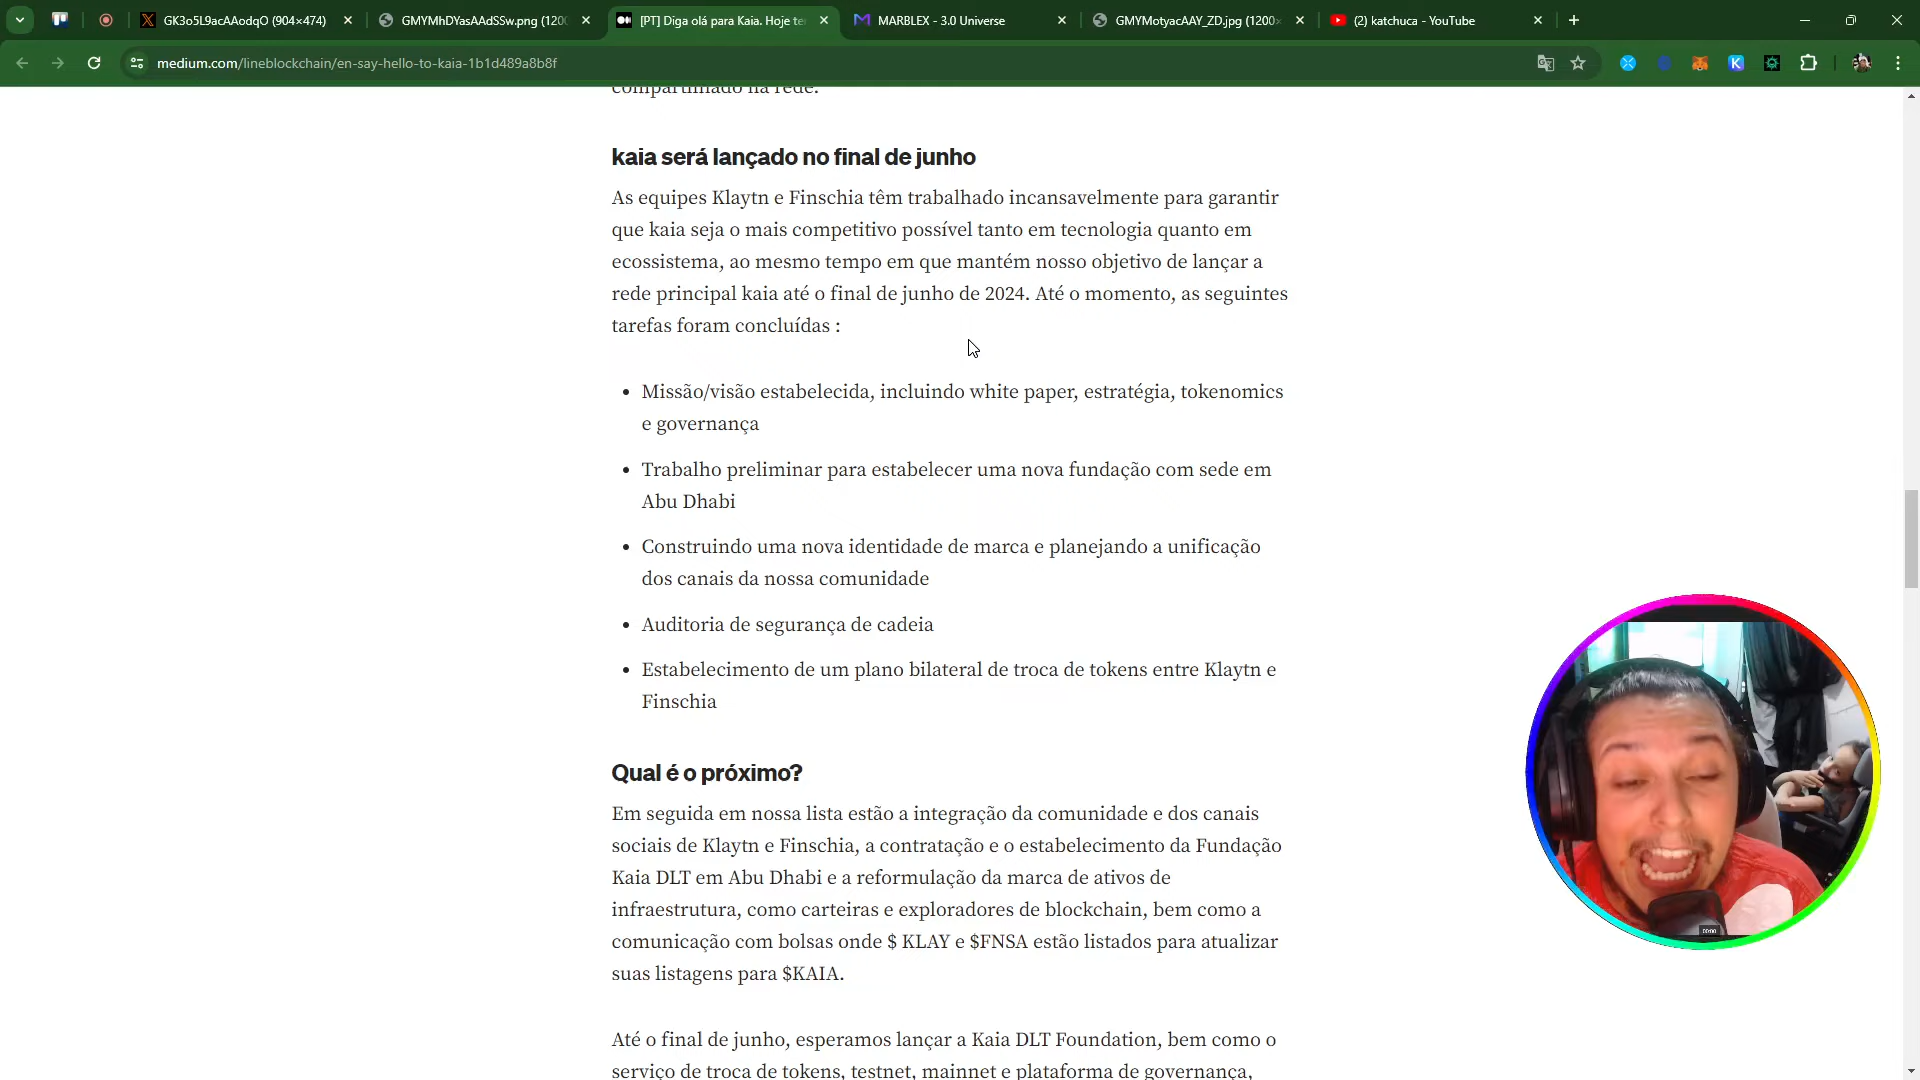 GK3o5L9acAAodqO (904×474)
GMYMhDYasAAdSSw.png (120
[PT] Diga olá para Kaia. Hoje te
MARBLEX - 3.0 Universe
GMYMotyacAAY_ZD.jpg (1200×
(2) katchuca - YouTube
medium.com/lineblockchain/en-say-hello-to-kaia-1b1d489a8b8f
compartilhado na rede.
kaia será lançado no final de junho
As equipes Klaytn e Finschia têm trabalhado incansavelmente para garantir
que kaia seja o mais competitivo possível tanto em tecnologia quanto em
ecossistema, ao mesmo tempo em que mantém nosso objetivo de lançar a
rede principal kaia até o final de junho de 2024. Até o momento, as seguintes
tarefas foram concluídas :
• Missão/visão estabelecida, incluindo white paper, estratégia, tokenomics
e governança
• Trabalho preliminar para estabelecer uma nova fundação com sede em
Abu Dhabi
• Construindo uma nova identidade de marca e planejando a unificação
dos canais da nossa comunidade
• Auditoria de segurança de cadeia
• Estabelecimento de um plano bilateral de troca de tokens entre Klaytn e
Finschia
Qual é o próximo?
Em seguida em nossa lista estão a integração da comunidade e dos canais
sociais de Klaytn e Finschia, a contratação e o estabelecimento da Fundação
Kaia DLT em Abu Dhabi e a reformulação da marca de ativos de
infraestrutura, como carteiras e exploradores de blockchain, bem como a
comunicação com bolsas onde $ KLAY e $FNSA estão listados para atualizar
suas listagens para $KAIA.
Até o final de junho, esperamos lançar a Kaia DLT Foundation, bem como o
serviço de troca de tokens, testnet, mainnet e plataforma de governança,
00:00